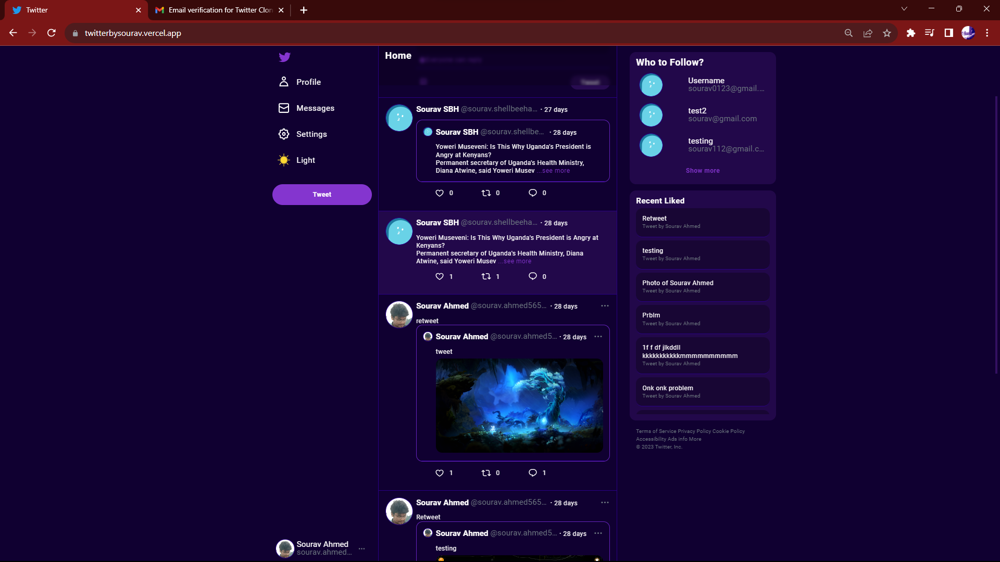 Twitter
Email verification for Twitter Clon
twitterbysourav.vercel.app
Profile
Messages
Settings
Light
Tweet
Sourav Ahmed
sourav.ahmed...
Home
Tweet
Sourav SBH @sourav.shellbeeha... · 27 days
Sourav SBH @sourav.shellbe... · 28 days
Yoweri Museveni: Is This Why Uganda's President is
Angry at Kenyans?
Permanent secretary of Uganda's Health Ministry,
Diana Atwine, said Yoweri Musev ...see more
0 0 0
Sourav SBH @sourav.shellbeeha... · 28 days
Yoweri Museveni: Is This Why Uganda's President is Angry at
Kenyans?
Permanent secretary of Uganda's Health Ministry, Diana
Atwine, said Yoweri Musev ...see more
1 1 0
Sourav Ahmed @sourav.ahmed565... · 28 days
retweet
Sourav Ahmed @sourav.ahmed5... · 28 days
tweet
1 0 1
Sourav Ahmed @sourav.ahmed565... · 28 days
Retweet
Sourav Ahmed @sourav.ahmed5... · 28 days
testing
Who to Follow?
Username
sourav0123@gmail....
test2
sourav@gmail.com
testing
sourav112@gmail.c...
Show more
Recent Liked
Retweet
Tweet by Sourav Ahmed
testing
Tweet by Sourav Ahmed
Photo of Sourav Ahmed
Tweet by Sourav Ahmed
Prblm
Tweet by Sourav Ahmed
1f f df jlkddll
kkkkkkkkkkkmmmmmmmmmm
Tweet by Sourav Ahmed
Onk onk problem
Tweet by Sourav Ahmed
Terms of Service Privacy Policy Cookie Policy
Accessibility Ads info More
© 2023 Twitter, Inc.